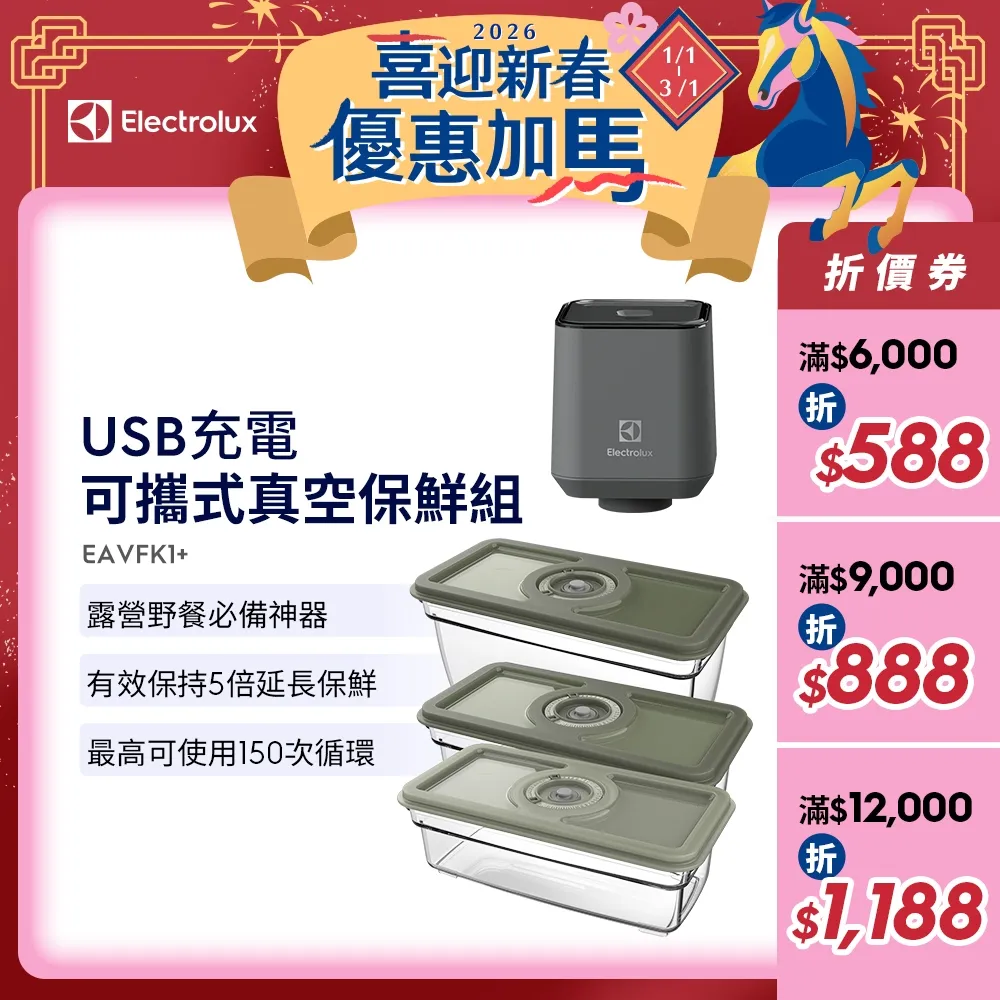 2026
喜迎新春
優惠加馬
1/1
-
3/1
Electrolux
折價券
滿$6,000
折
$588
滿$9,000
折
$888
滿$12,000
折
$1,188
Electrolux
USB充電
可攜式真空保鮮組
EAVFK1+
露營野餐必備神器
有效保持5倍延長保鮮
最高可使用150次循環